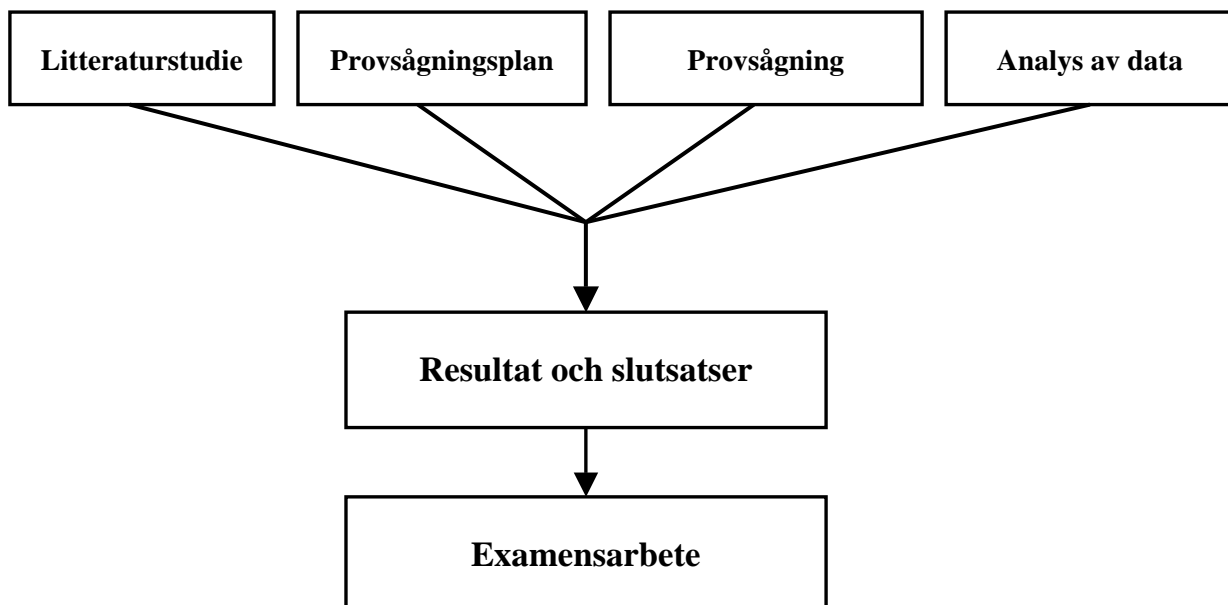 Litteraturstudie
Provsågningsplan
Provsågning
Analys av data
Resultat och slutsatser
Examensarbete